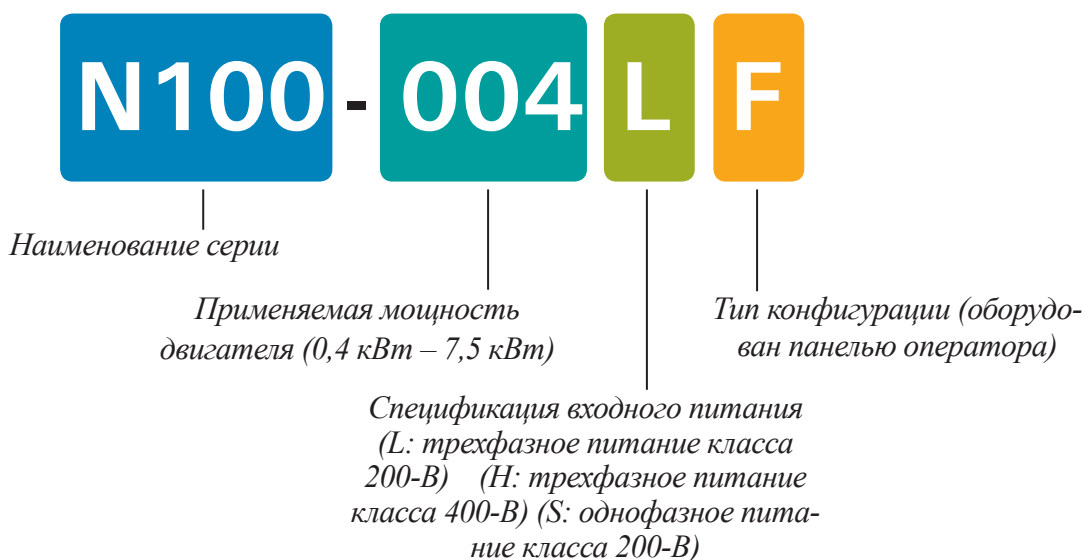 N100-004 L F
Наименование серии
Применяемая мощность
двигателя (0,4 кВт – 7,5 кВт)
Тип конфигурации (оборудо-
ван панелью оператора)
Спецификация входного питания
(L: трехфазное питание класса
200-В) (H: трехфазное питание
класса 400-В) (S: однофазное пита-
ние класса 200-В)